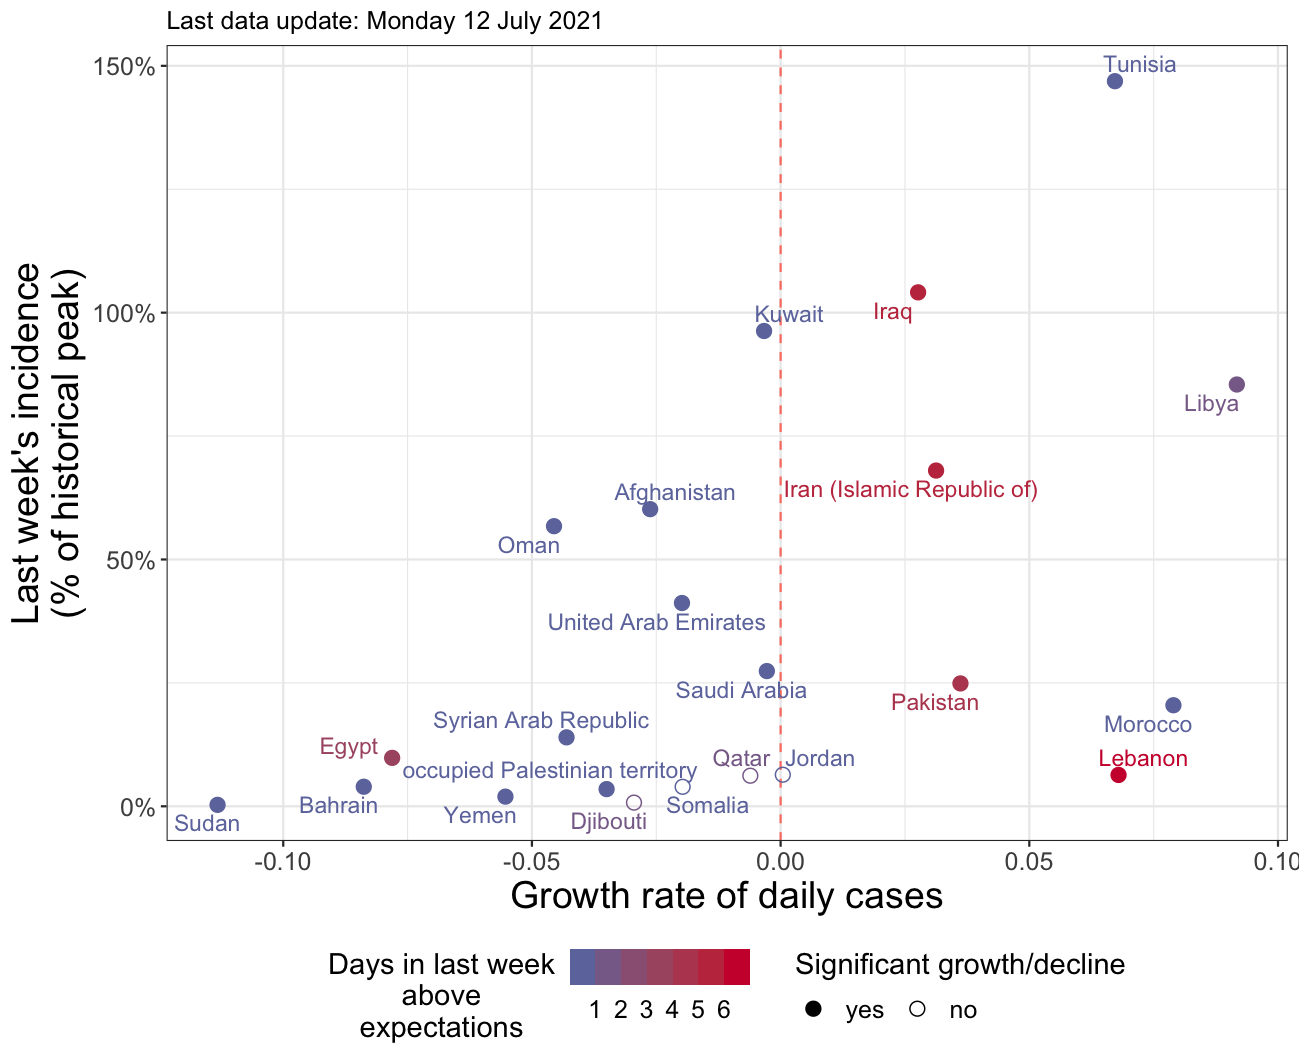 Last data update: Monday 12 July 2021
150%
100%
50%
0%
Last week's incidence
(% of historical peak)
Tunisia
Kuwait
Iraq
Libya
Iran (Islamic Republic of)
Afghanistan
Oman
United Arab Emirates
Saudi Arabia
Pakistan
Syrian Arab Republic
Morocco
Egypt
Qatar
Jordan
Lebanon
occupied Palestinian territory
Bahrain
Somalia
Yemen
Djibouti
Sudan
-0.10 -0.05 0.00 0.05 0.10
Growth rate of daily cases
Days in last week
above
expectations
1 2 3 4 5 6
Significant growth/decline
yes no